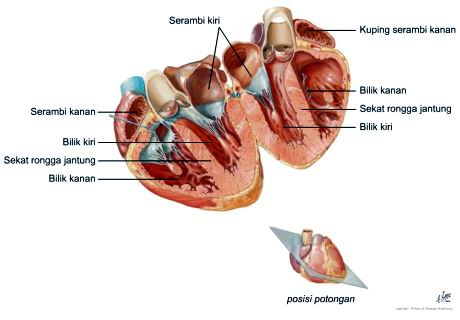 Serambi kiri
Kuping serambi kanan
Bilik kanan
Sekat rongga jantung
Bilik kiri
Serambi kanan
Bilik kiri
Sekat rongga jantung
Bilik kanan
posisi potongan